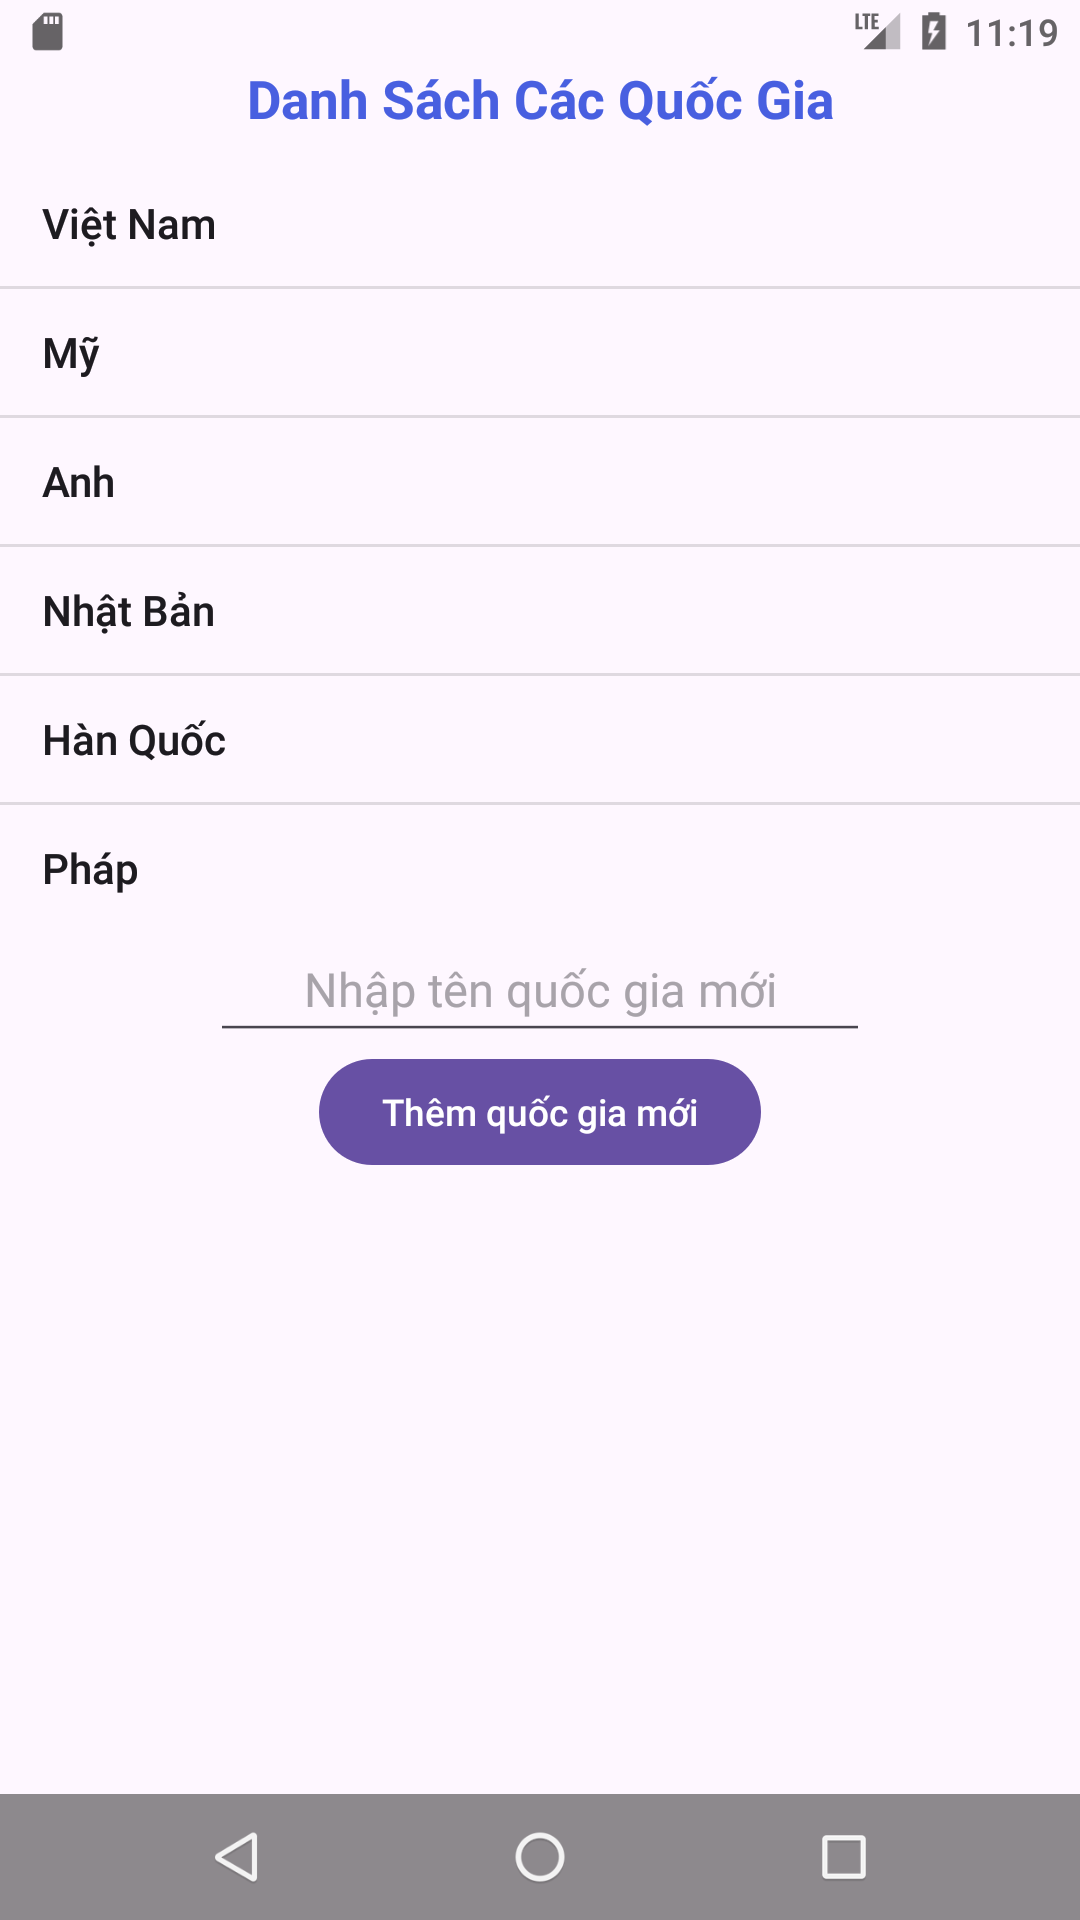 LTE 11:19
Danh Sách Các Quốc Gia
Việt Nam
Mỹ
Anh
Nhật Bản
Hàn Quốc
Pháp
Nhập tên quốc gia mới
Thêm quốc gia mới